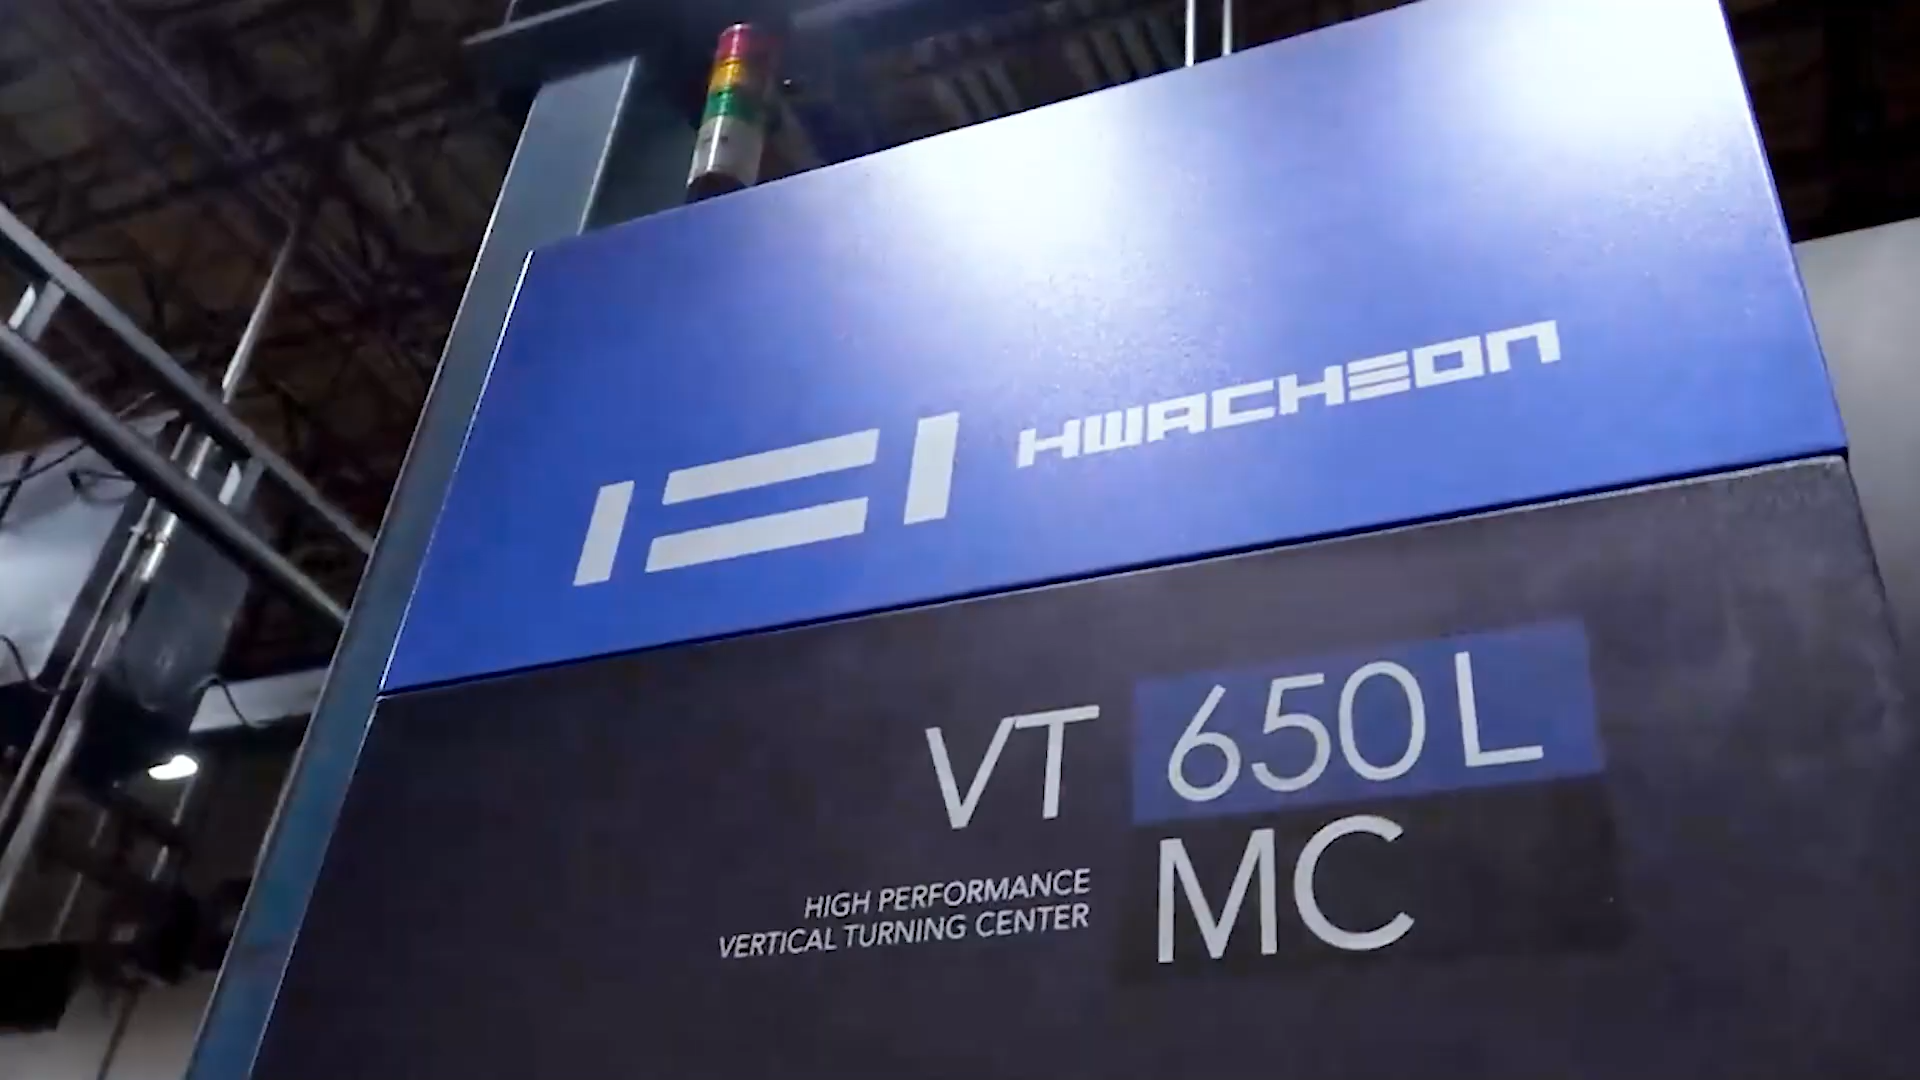 HWACHEON
VT 650L
MC
HIGH PERFORMANCE
VERTICAL TURNING CENTER